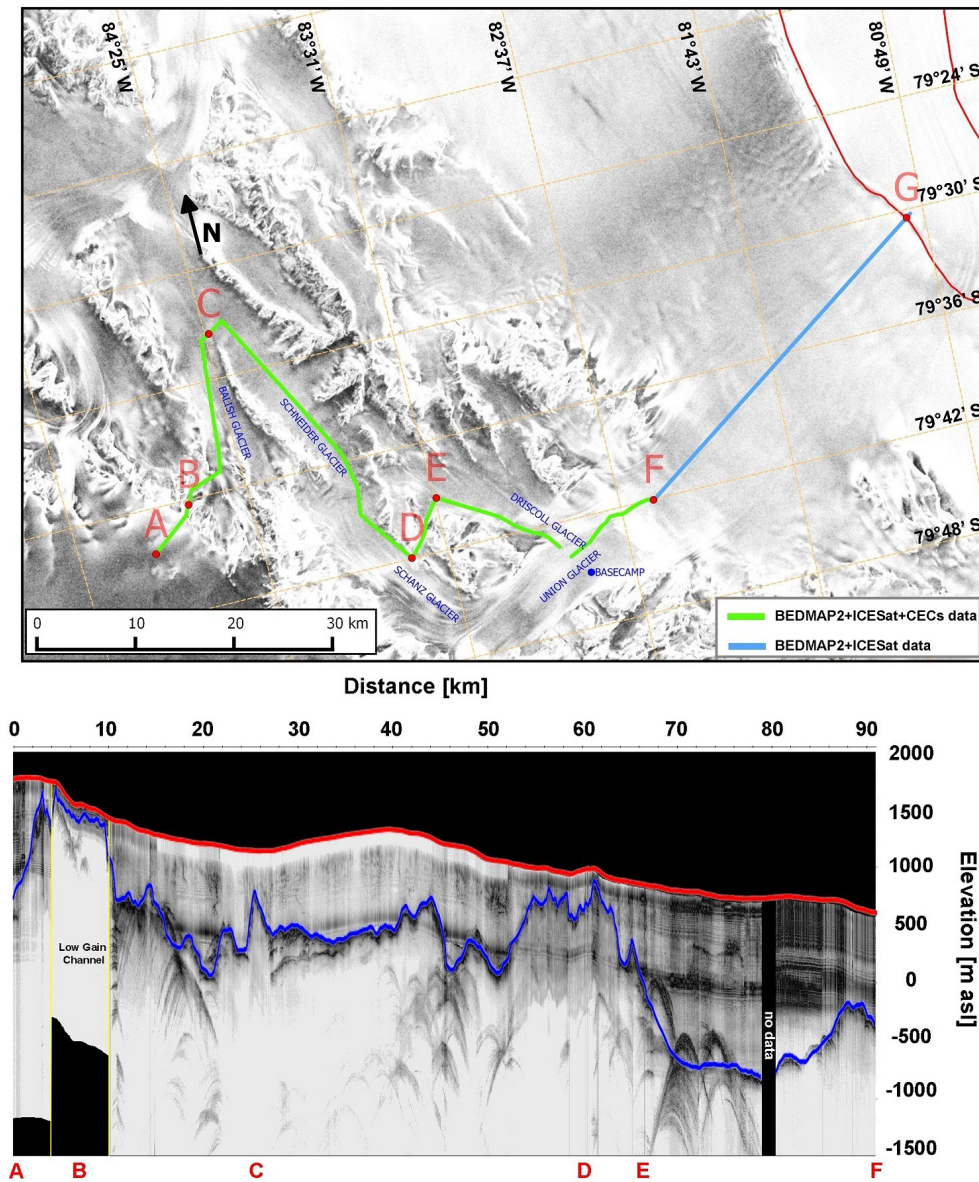 84°25' W
83°31' W
82°37' W
81°43' W
80°49' W
79°24' S
79°30' S
79°36' S
79°42' S
79°48' S
G
N
C
BALISH GLACIER
SCHNEIDER GLACIER
B
E
A
D
F
DRISCOLL GLACIER
SCHANZ GLACIER
UNION GLACIER
BASECAMP
0 10 20 30 km
BEDMAP2+ICESat+CECs data
BEDMAP2+ICESat data
Distance [km]
0 10 20 30 40 50 60 70 80 90
2000
1500
1000
500
0
-500
-1000
-1500
Elevation [m asl]
Low Gain
Channel
no data
A B C D E F